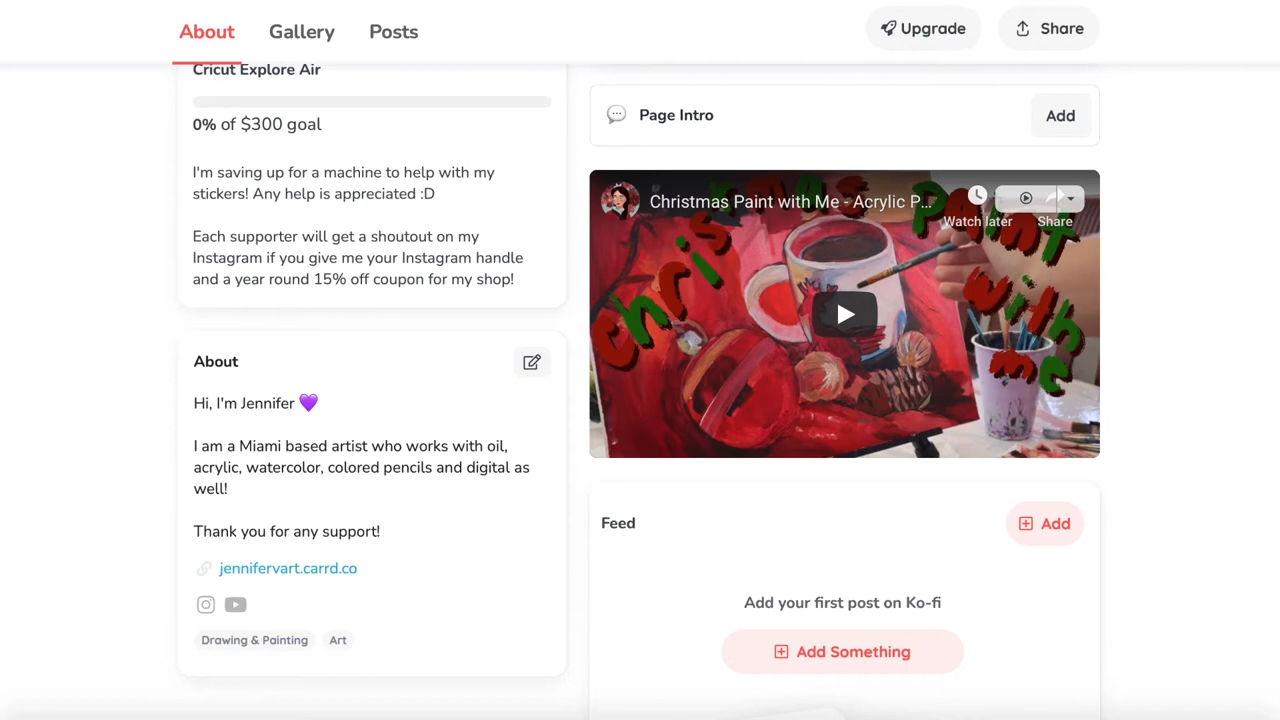 About
Gallery
Posts
Upgrade
Share
Cricut Explore Air
0% of $300 goal
I'm saving up for a machine to help with my
stickers! Any help is appreciated :D
Each supporter will get a shoutout on my
Instagram if you give me your Instagram handle
and a year round 15% off coupon for my shop!
About
Hi, I'm Jennifer 💜
I am a Miami based artist who works with oil,
acrylic, watercolor, colored pencils and digital as
well!
Thank you for any support!
jennifervart.carrd.co
Drawing & Painting
Art
Page Intro
Add
Christmas Paint with Me - Acrylic P...
Watch later
Share
Christmas Paint
with
me
Feed
Add
Add your first post on Ko-fi
Add Something